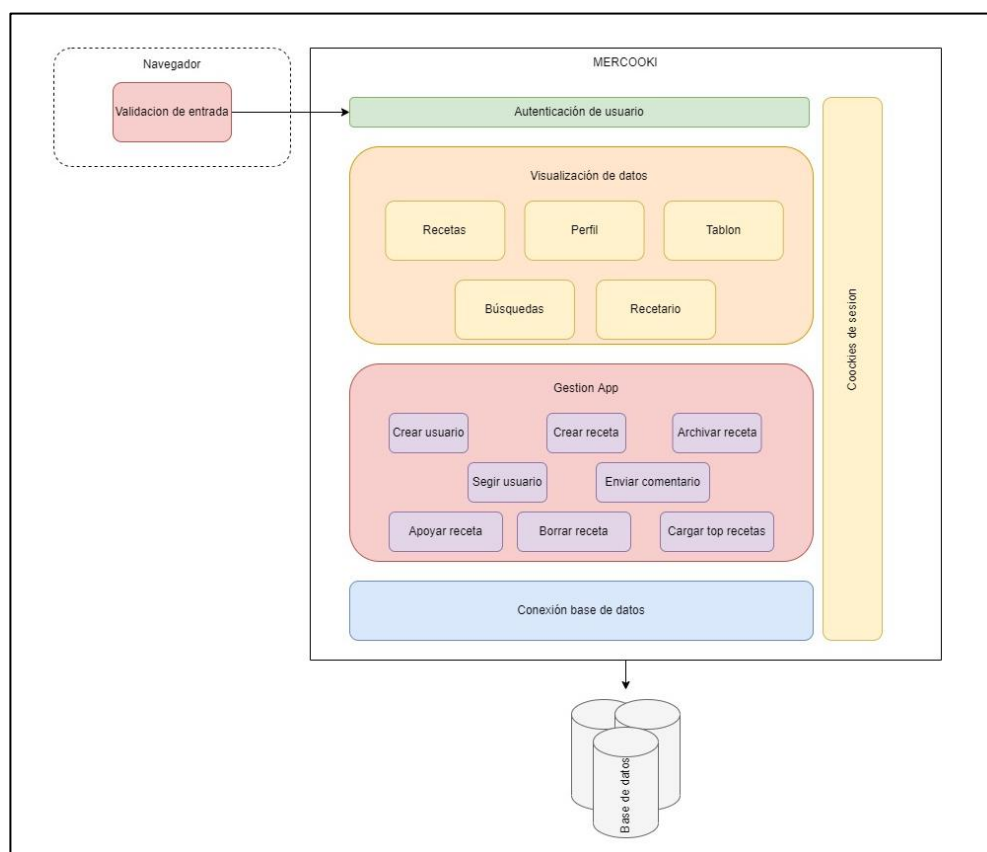 Navegador
Validacion de entrada
MERCOOKI
Autenticación de usuario
Visualización de datos
Recetas
Perfil
Tablon
Búsquedas
Recetario
Coockies de sesion
Gestion App
Crear usuario
Crear receta
Archivar receta
Segir usuario
Enviar comentario
Apoyar receta
Borrar receta
Cargar top recetas
Conexión base de datos
Base de datos